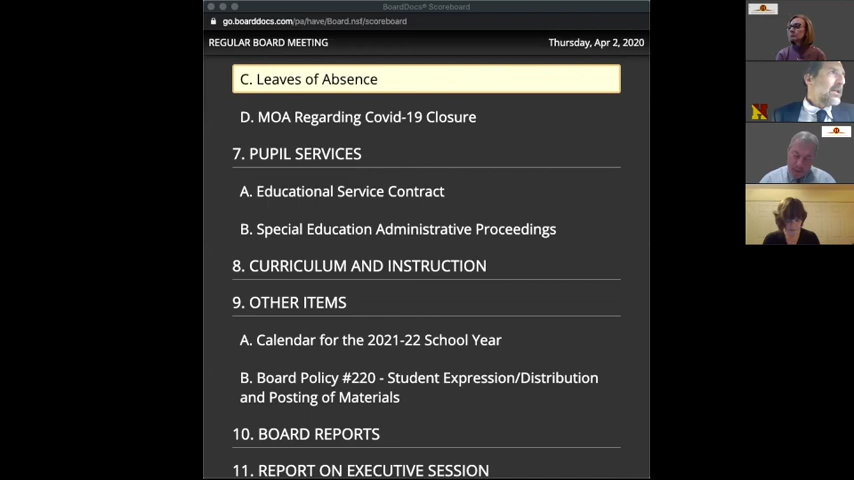 BoardDocs® Scoreboard
go.boarddocs.com/pa/have/Board.nsf/scoreboard
REGULAR BOARD MEETING
Thursday, Apr 2, 2020
C. Leaves of Absence
D. MOA Regarding Covid-19 Closure
7. PUPIL SERVICES
A. Educational Service Contract
B. Special Education Administrative Proceedings
8. CURRICULUM AND INSTRUCTION
9. OTHER ITEMS
A. Calendar for the 2021-22 School Year
B. Board Policy #220 - Student Expression/Distribution
and Posting of Materials
10. BOARD REPORTS
11. REPORT ON EXECUTIVE SESSION
H